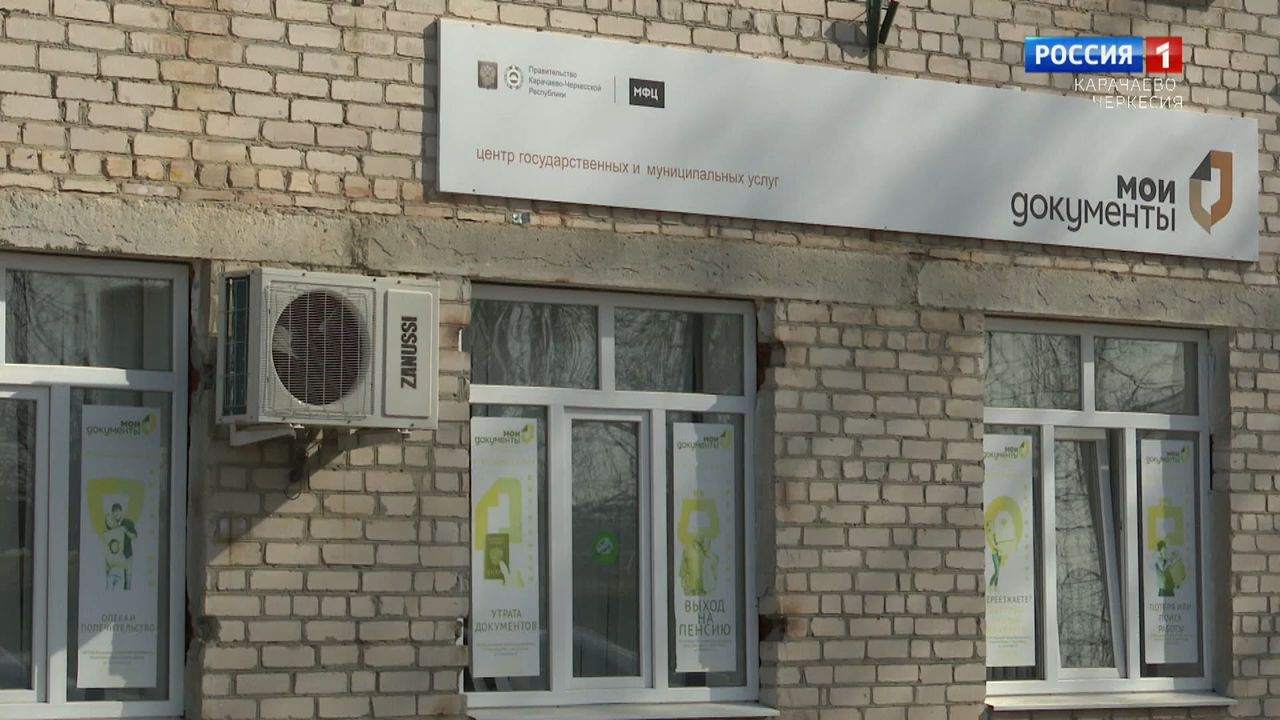 РОССИЯ 1
КАРАЧАЕВО
ЧЕРКЕСИЯ
Правительство
Карачаево-Черкесской
Республики
МФЦ
центр государственных и муниципальных услуг
мои
документы
ZANUSSI
мои
документы
ОПЕКА И
ПОПЕЧИТЕЛЬСТВО
мои
документы
УТРАТА
ДОКУМЕНТОВ
мои
документы
ВЫХОД
НА
ПЕНСИЮ
мои
документы
ПЕРЕЕЗЖАЕТЕ?
мои
документы
ПОТЕРЯ ИЛИ
ПОИСК
РАБОТЫ